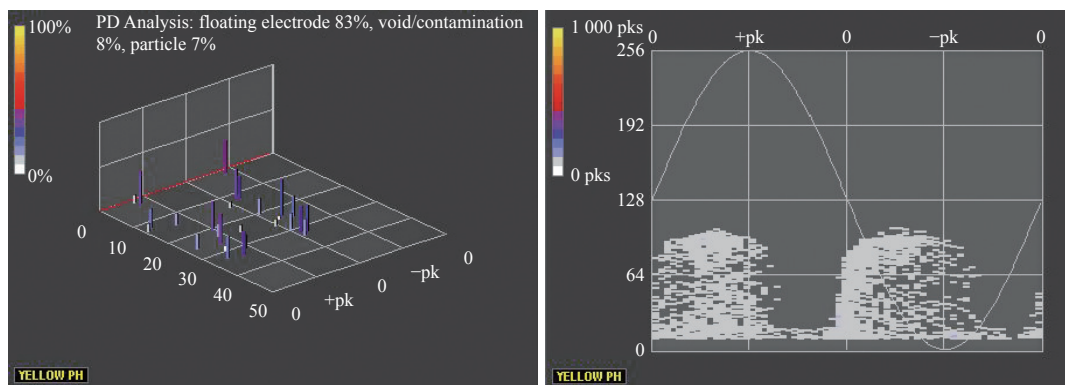 PD Analysis: floating electrode 83%, void/contamination
8%, particle 7%
100%
0%
0
10
20
30
40
50
0
+pk
0
−pk
0
YELLOW PH
1 000 pks
0 pks
0 +pk 0 −pk 0
256
192
128
64
0
YELLOW PH